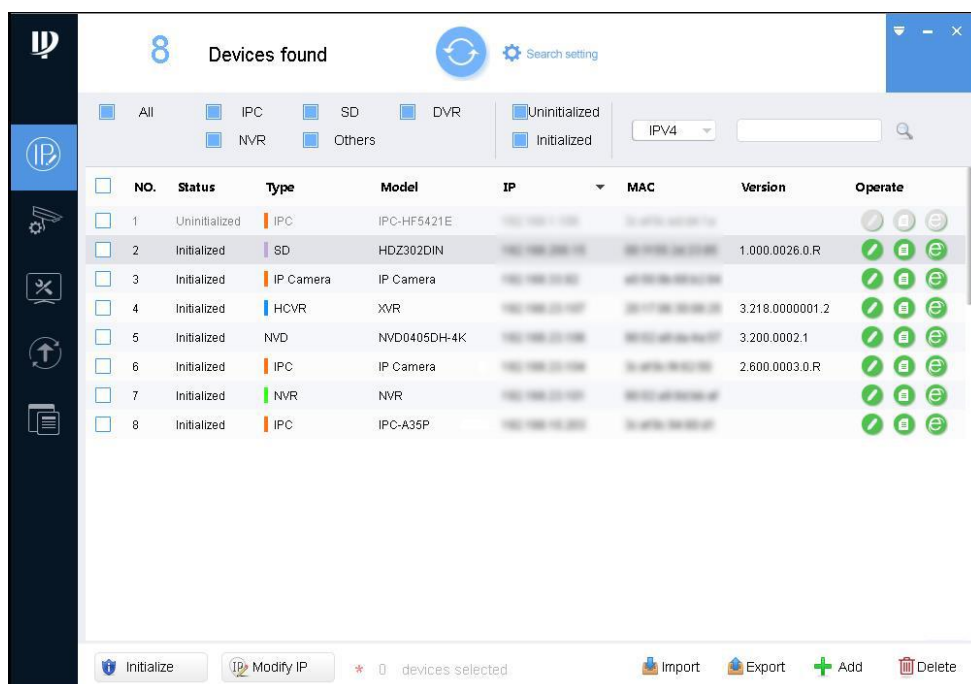 8 Devices found Search setting
All IPC SD DVR Uninitialized
NVR Others Initialized IPV4
NO. Status Type Model IP MAC Version Operate
1 Uninitialized IPC IPC-HF5421E
2 Initialized SD HDZ302DIN 1.000.0026.0.R
3 Initialized IP Camera IP Camera
4 Initialized HCVR XVR 3.218.0000001.2
5 Initialized NVD NVD0405DH-4K 3.200.0002.1
6 Initialized IPC IP Camera 2.600.0003.0.R
7 Initialized NVR NVR
8 Initialized IPC IPC-A35P
Initialize IP Modify IP * 0 devices selected Import Export Add Delete